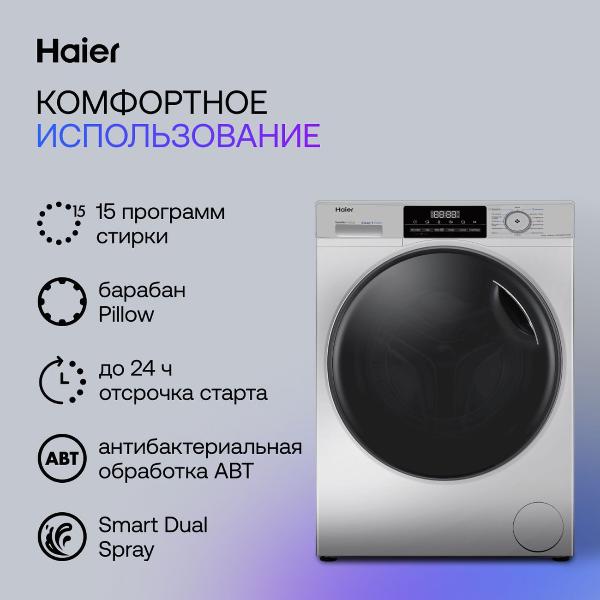 Haier
КОМФОРТНОЕ
ИСПОЛЬЗОВАНИЕ
15
15 программ
стирки
барабан
Pillow
до 24 ч
отсрочка старта
ABT
антибактериальная
обработка ABT
Smart Dual
Spray
Haier